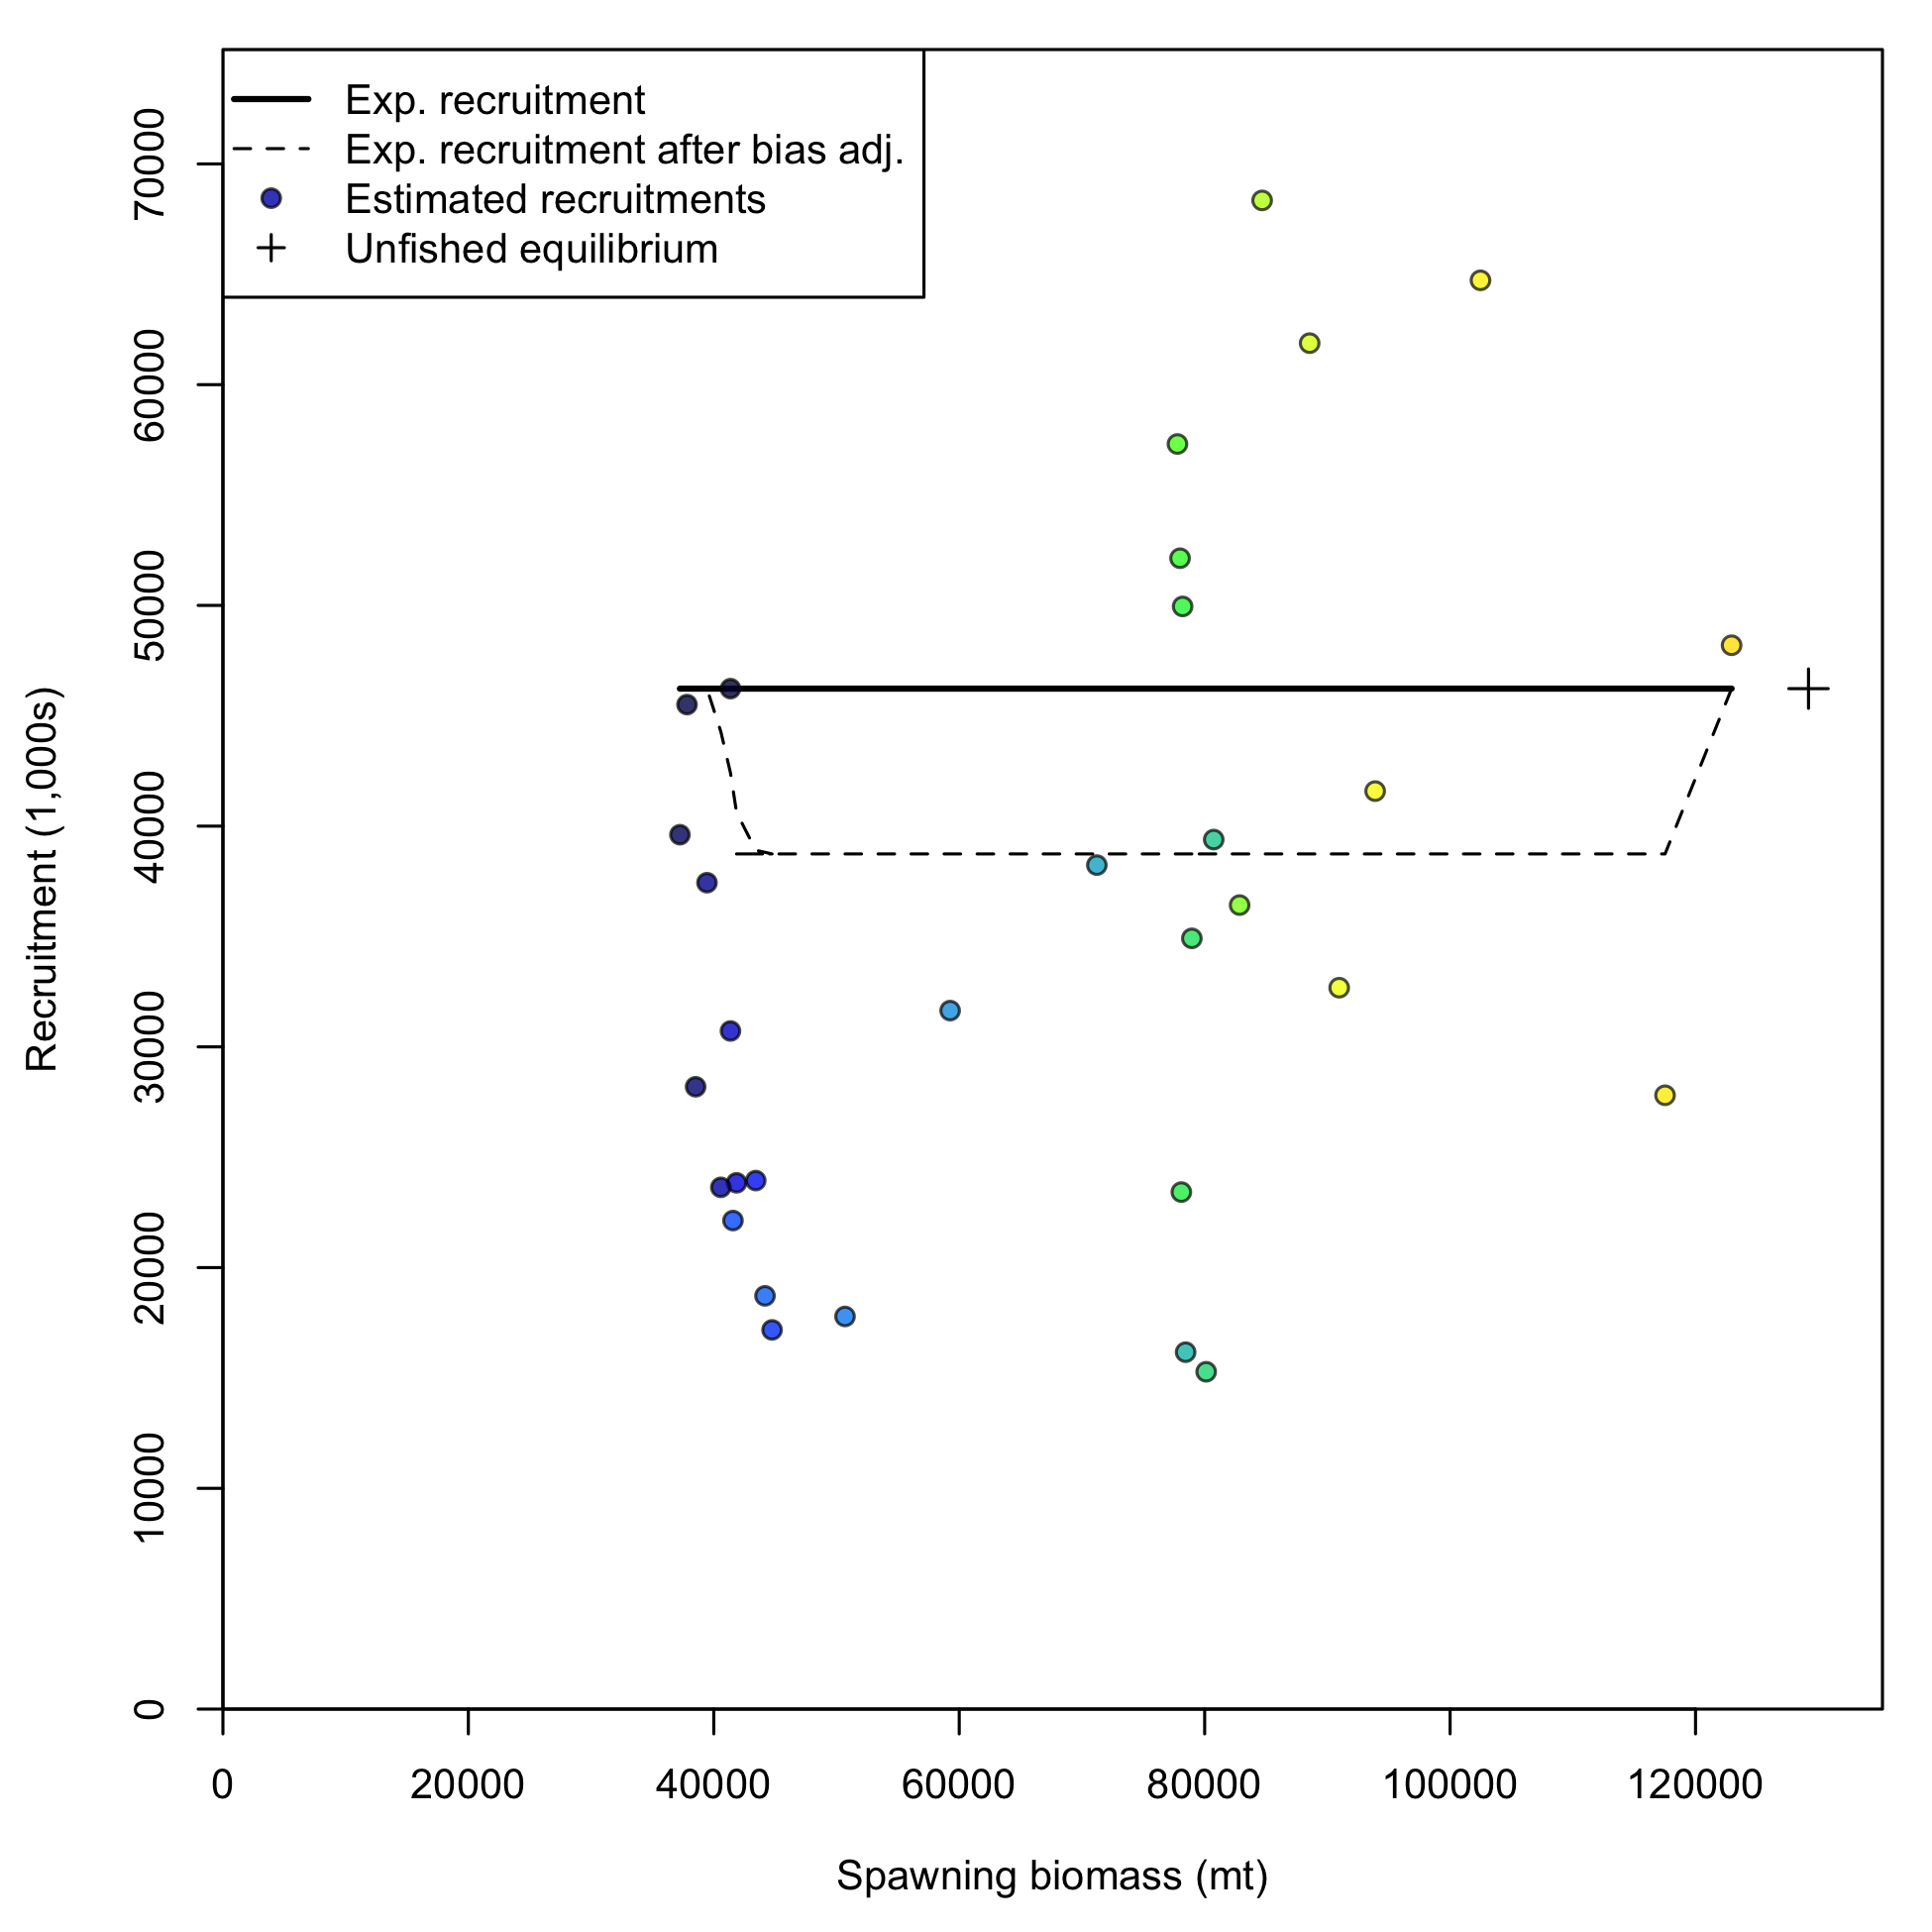 Exp. recruitment
Exp. recruitment after bias adj.
Estimated recruitments
Unfished equilibrium
Recruitment (1,000s)
70000
60000
50000
40000
30000
20000
10000
0
0 20000 40000 60000 80000 100000 120000
Spawning biomass (mt)